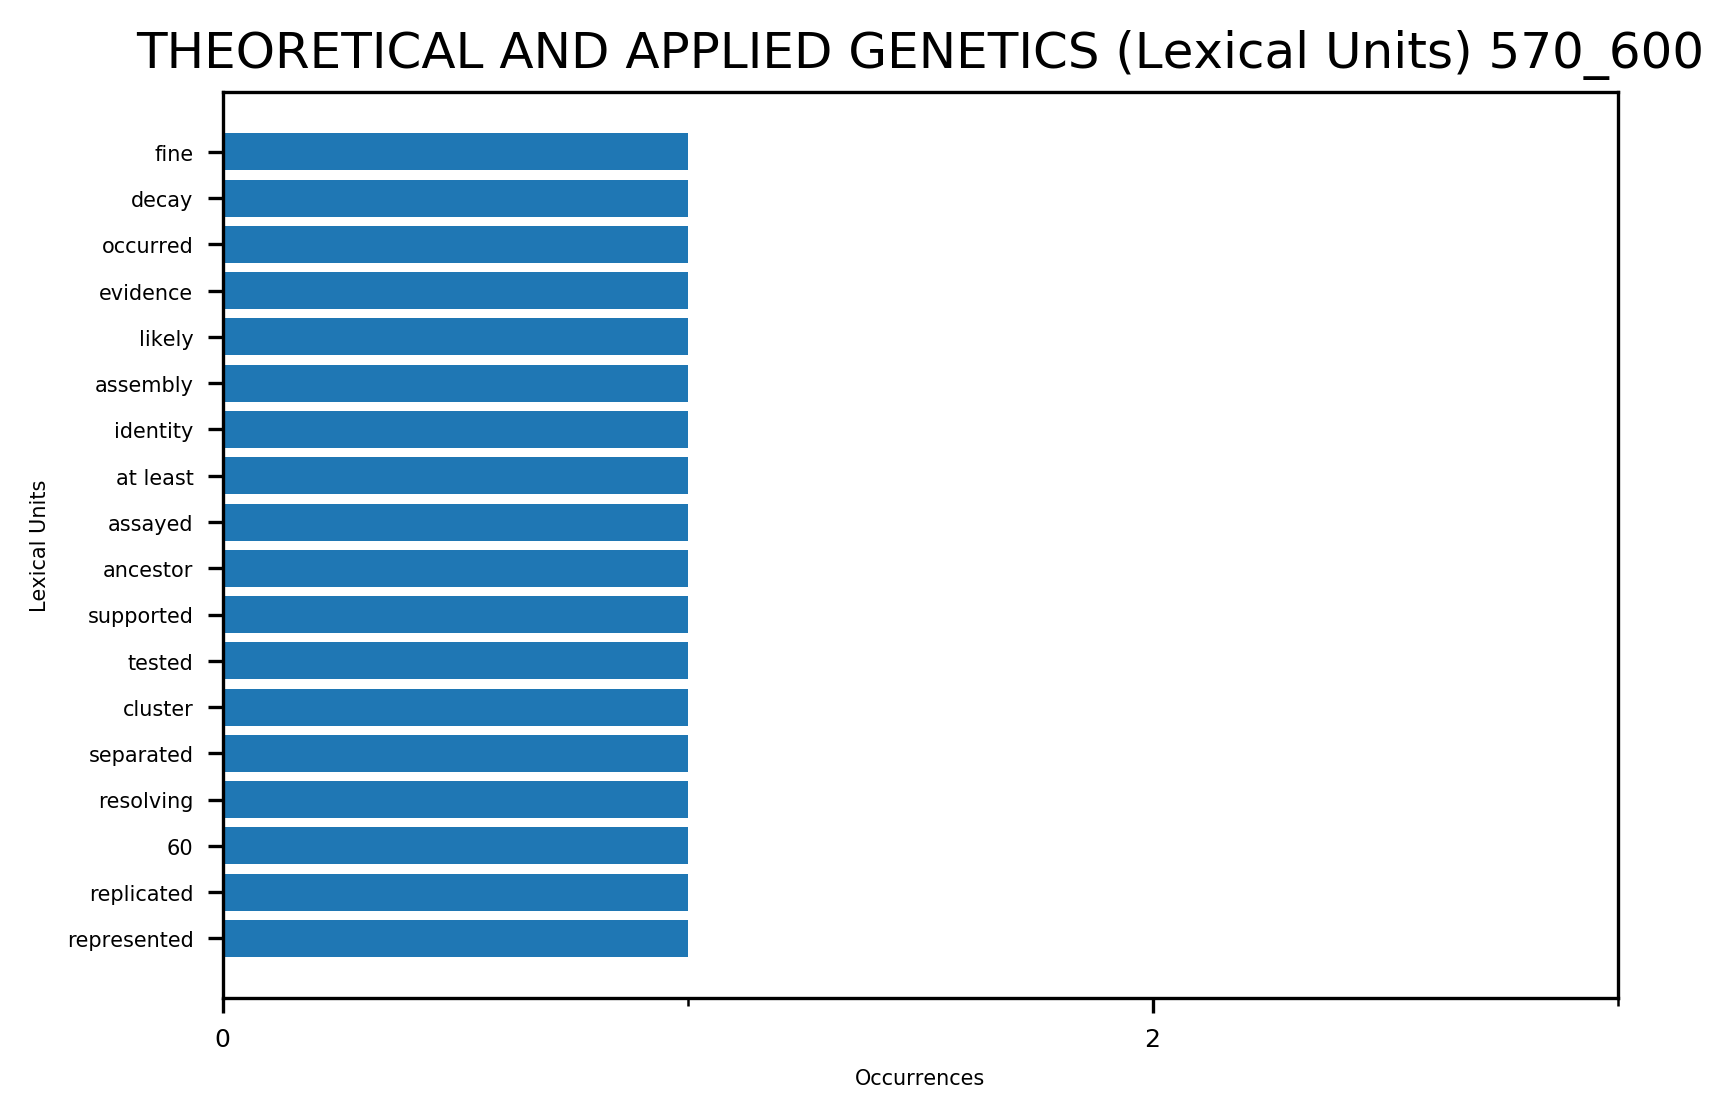 THEORETICAL AND APPLIED GENETICS (Lexical Units) 570_600
fine
decay
occurred
evidence
likely
assembly
identity
at least
assayed
ancestor
supported
tested
cluster
separated
resolving
60
replicated
represented
Lexical Units
0
2
Occurrences